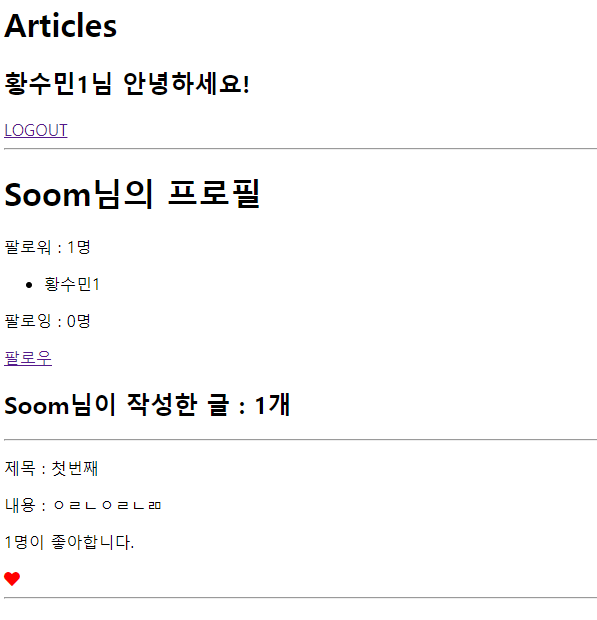 Articles
황수민1님 안녕하세요!
LOGOUT
Soom님의 프로필
팔로워 : 1명
황수민1
팔로잉 : 0명
팔로우
Soom님이 작성한 글 : 1개
제목 : 첫번째
내용 : ㅇㄹㄴㅇㄹㄴㄻ
1명이 좋아합니다.